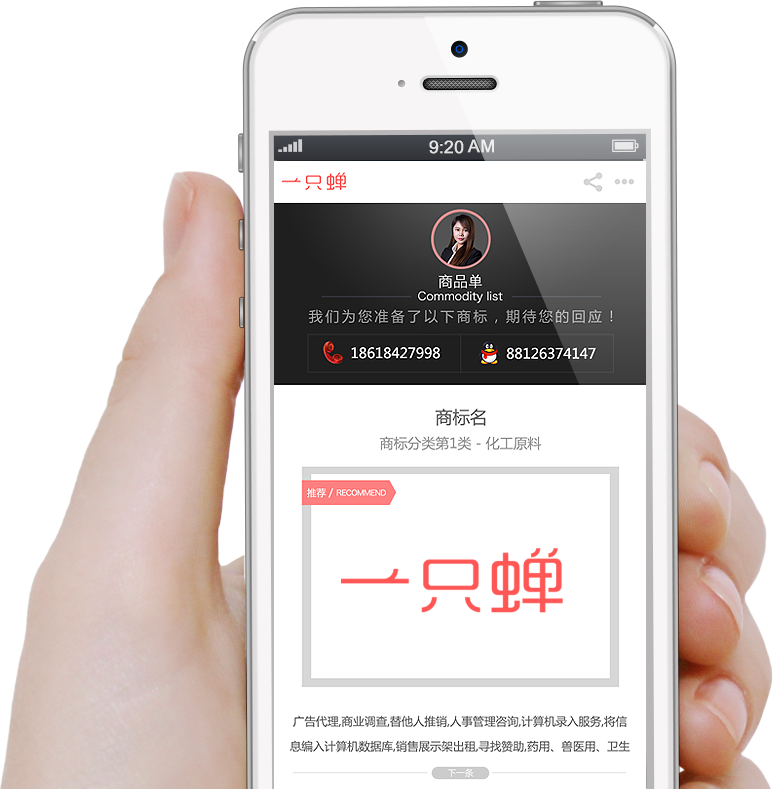 9:20 AM
一只蝉
商品单
Commodity list
我们为您准备了以下商标，期待您的回应！
18618427998
88126374147
商标名
商标分类第1类 - 化工原料
推荐 / RECOMMEND
一只蝉
广告代理,商业调查,替他人推销,人事管理咨询,计算机录入服务,将信
息编入计算机数据库,销售展示架出租,寻找赞助,药用、兽医用、卫生
下一条